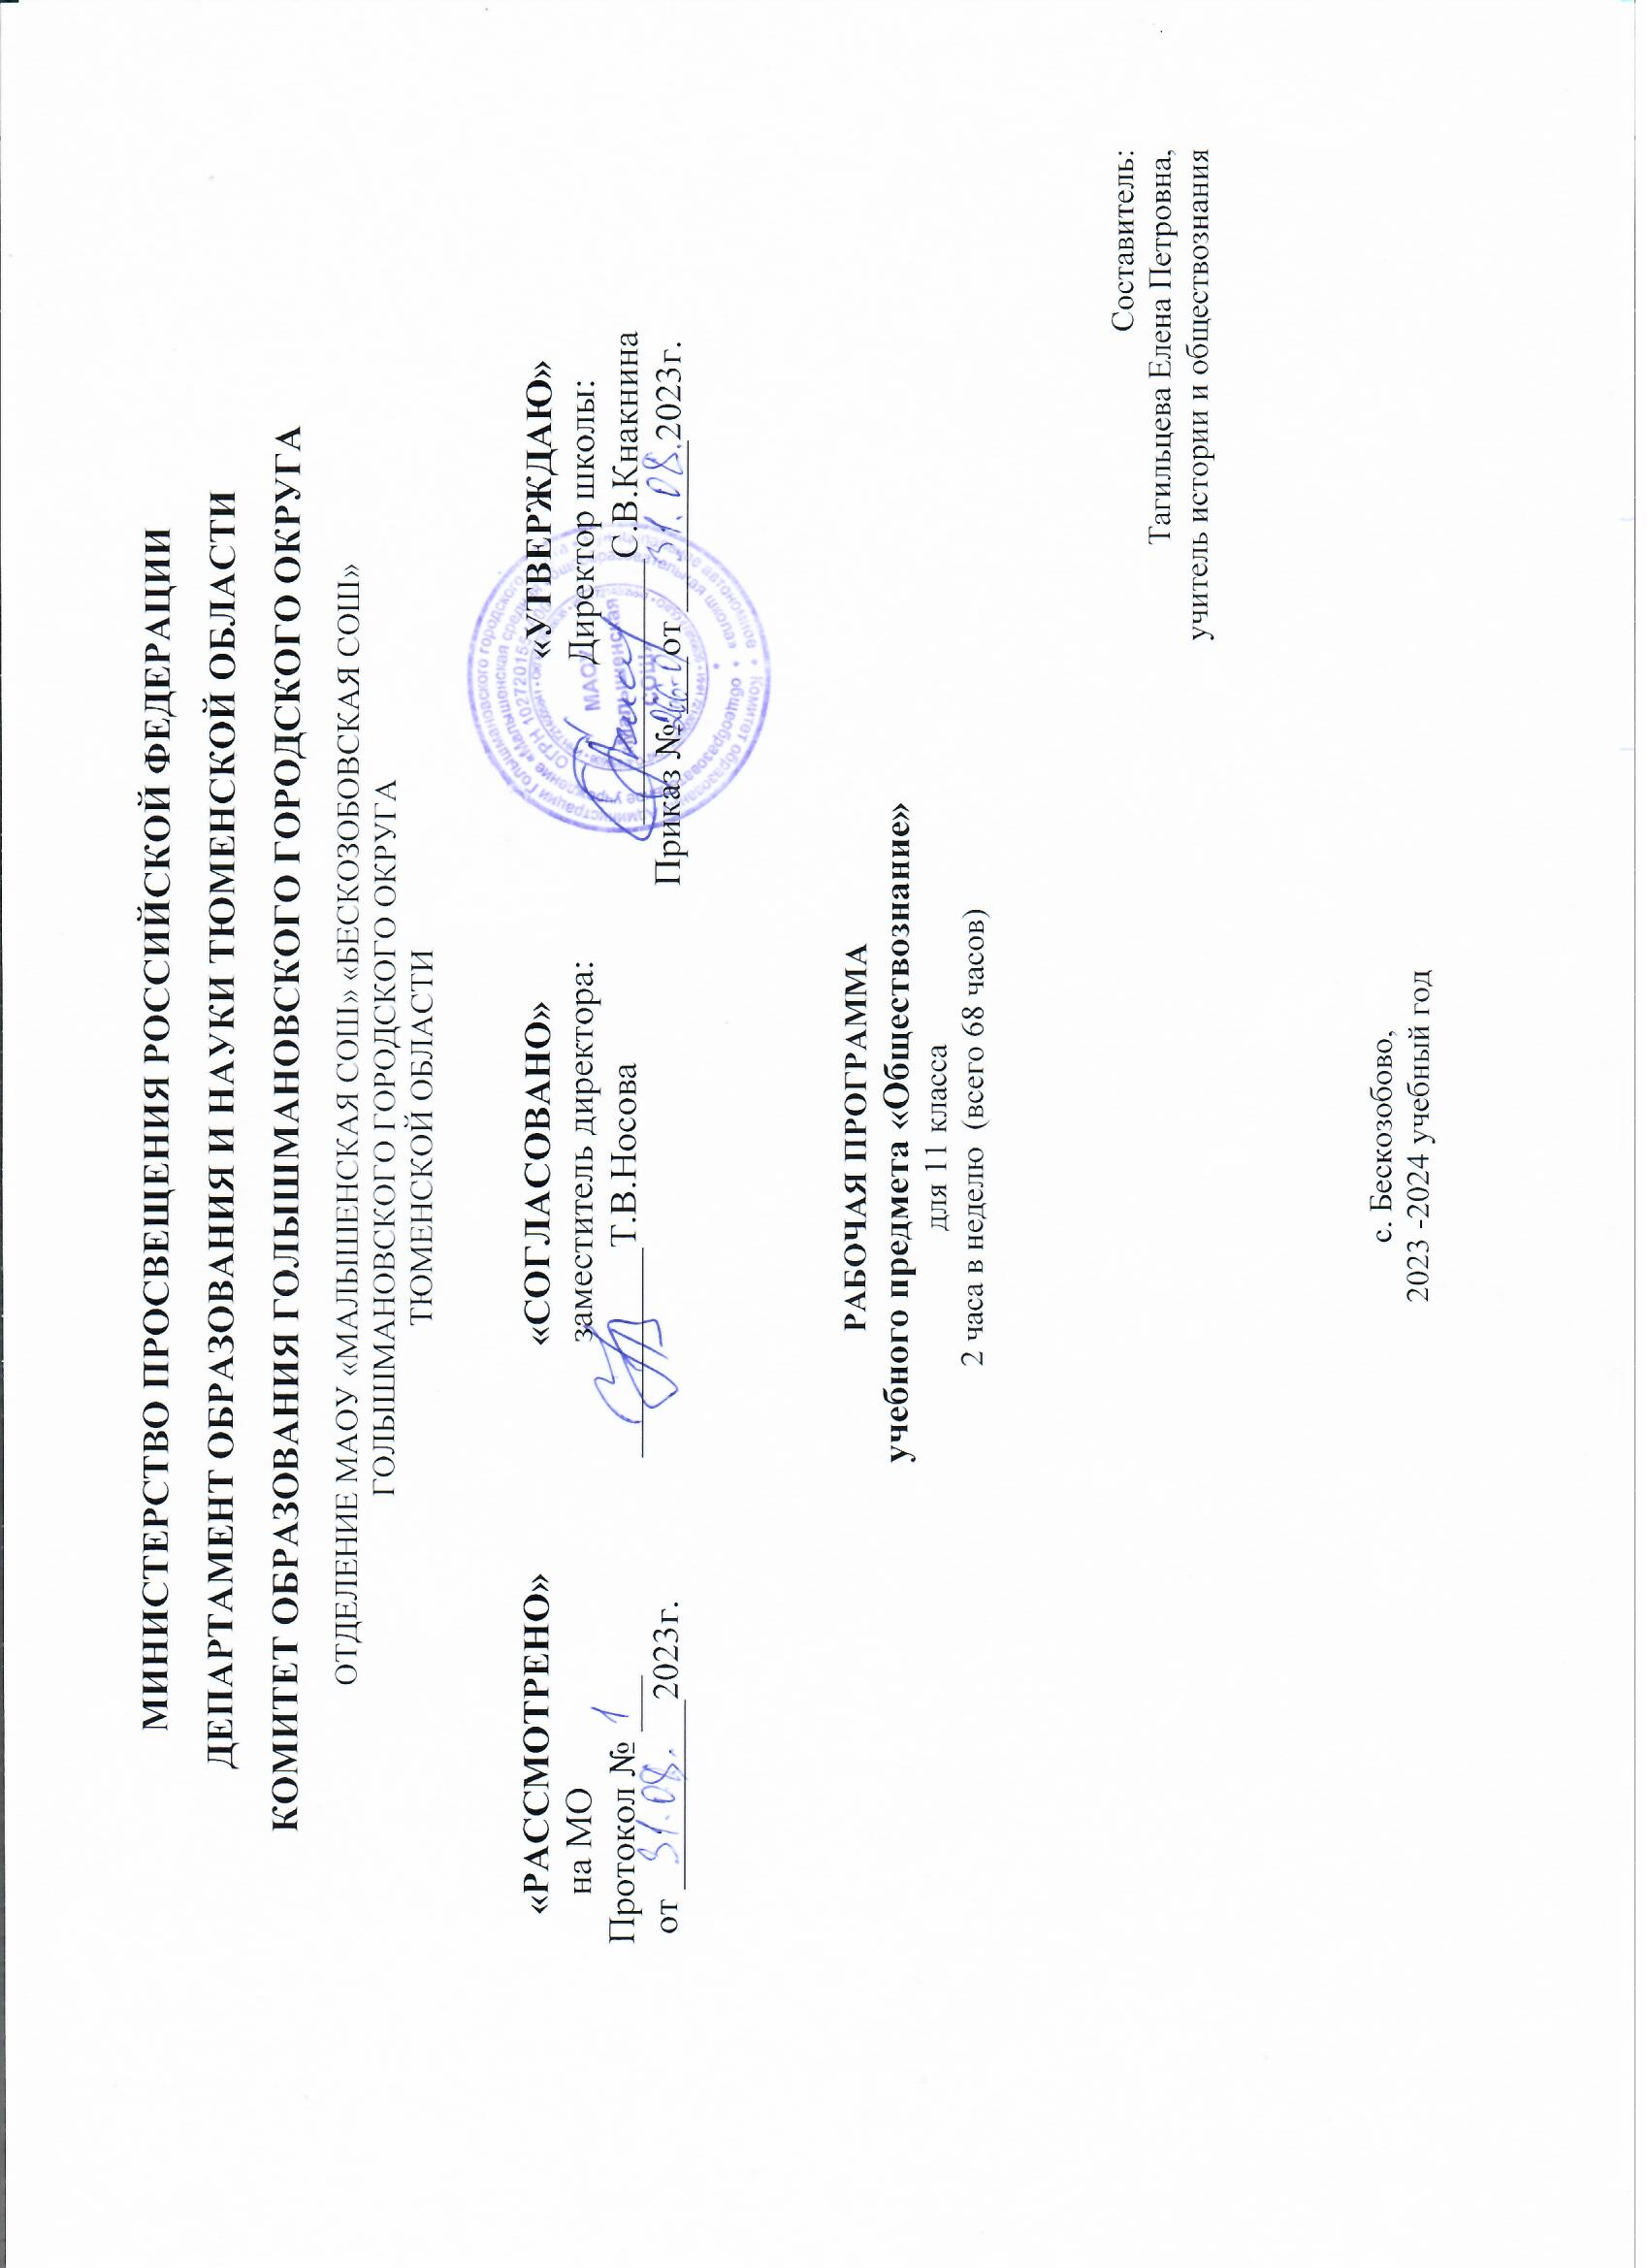 МИНИСТЕРСТВО ПРОСВЕЩЕНИЯ РОССИЙСКОЙ ФЕДЕРАЦИИ
ДЕПАРТАМЕНТ ОБРАЗОВАНИЯ И НАУКИ ТЮМЕНСКОЙ ОБЛАСТИ
КОМИТЕТ ОБРАЗОВАНИЯ ГОЛЫШМАНОВСКОГО ГОРОДСКОГО ОКРУГА
ОТДЕЛЕНИЕ МАОУ «МАЛЫШЕНСКАЯ СОШ» «БЕСКОЗОБОВСКАЯ СОШ»
ГОЛЫШМАНОВСКОГО ГОРОДСКОГО ОКРУГА
ТЮМЕНСКОЙ ОБЛАСТИ
«РАССМОТРЕНО»
на МО
Протокол № 1
от 31.08. 2023г.
«СОГЛАСОВАНО»
заместитель директора:
Т.В.Носова
«УТВЕРЖДАЮ»
Директор школы:
С.В.Кнакнина
Приказ № от 31.08.2023г.
МАОУ
СОШ
РАБОЧАЯ ПРОГРАММА
учебного предмета «Обществознание»
для 11 класса
2 часа в неделю (всего 68 часов)
Составитель:
Тагильцева Елена Петровна,
учитель истории и обществознания
с. Бескозобово,
2023 -2024 учебный год